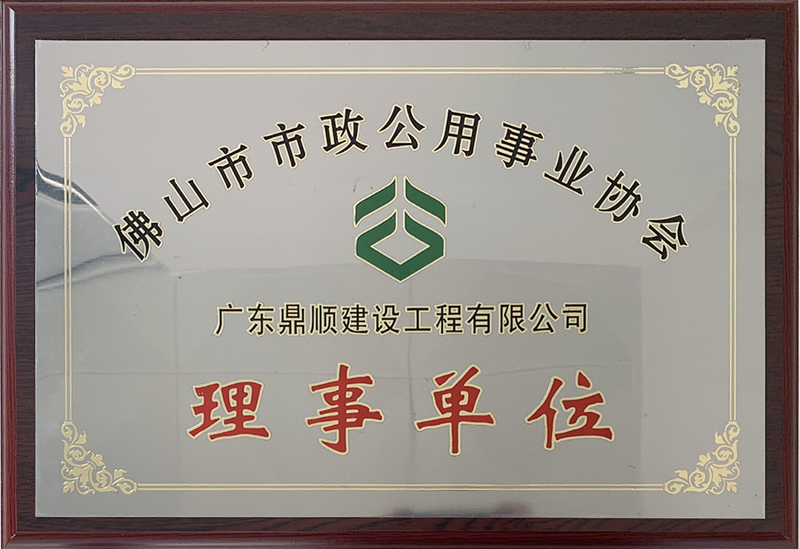 佛山市市政公用事业协会
广东鼎顺建设工程有限公司
理事单位